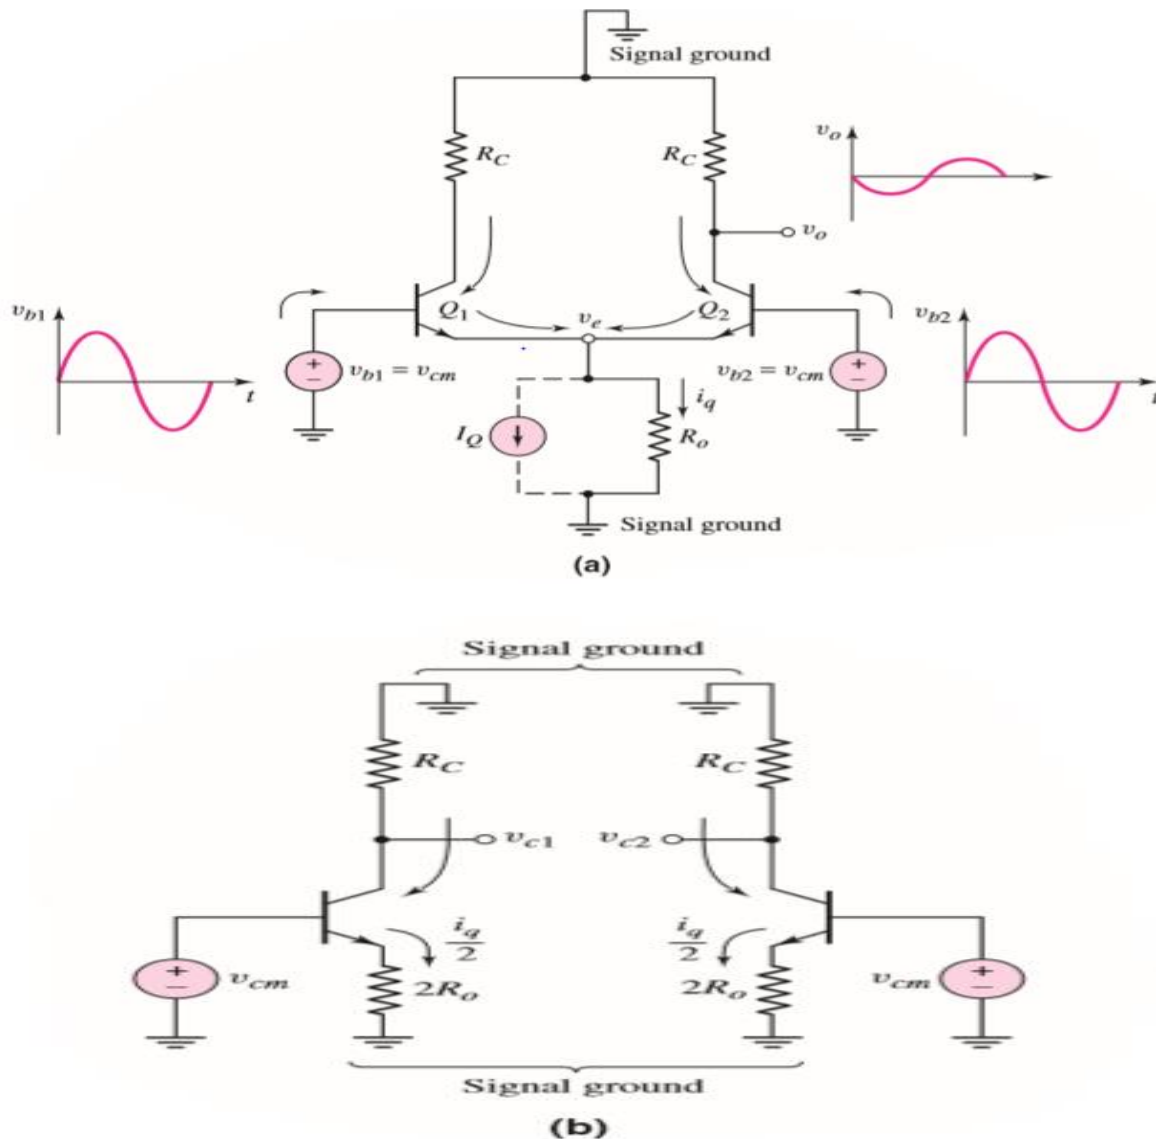 Signal ground
R_C
R_C
v_o
v_o
v_b1
Q_1
v_e
Q_2
v_b2
+
−
v_b1 = v_cm
v_b2 = v_cm
+
−
t
t
I_Q
i_q
R_o
Signal ground
(a)
Signal ground
R_C
R_C
v_c1
v_c2
i_q/2
i_q/2
+
−
v_cm
2R_o
2R_o
v_cm
+
−
Signal ground
(b)